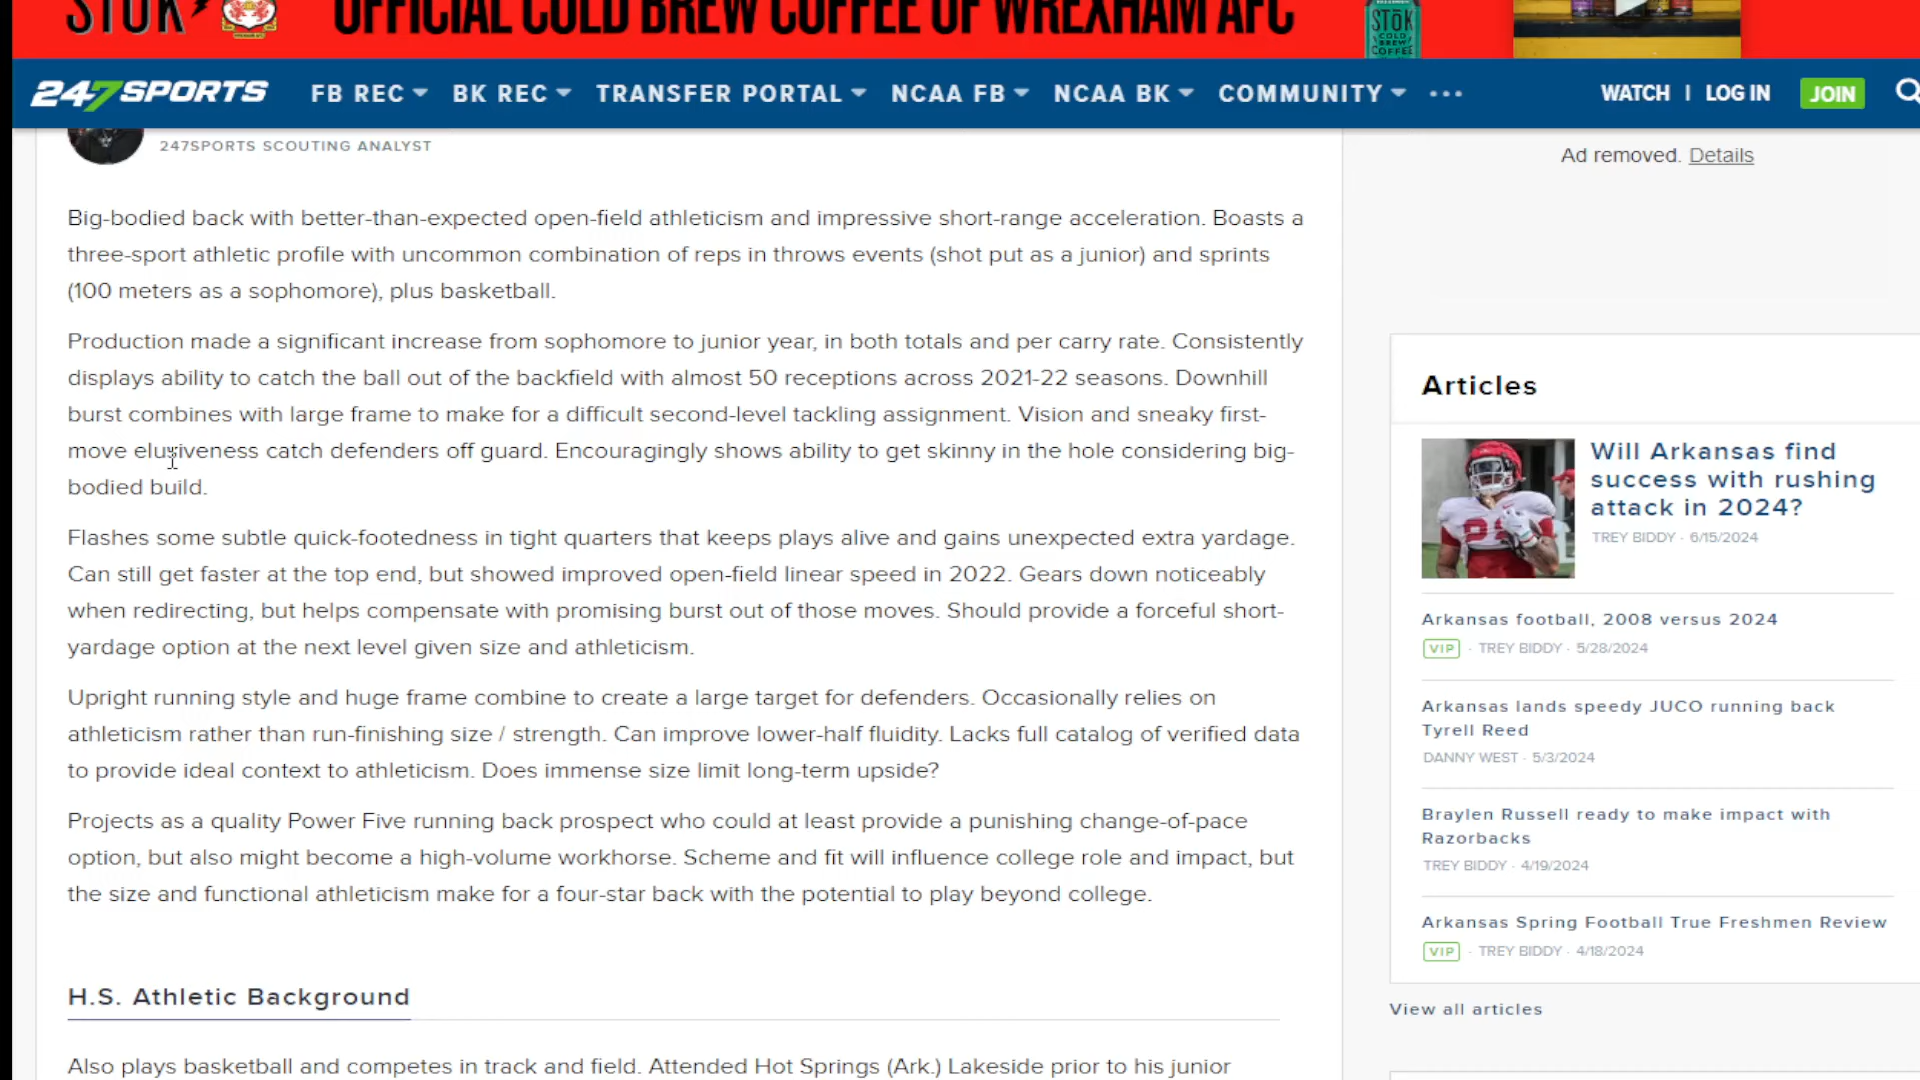 STŌK
OFFICIAL COLD BREW COFFEE OF WREXHAM AFC
STŌK
COLD
BREW
COFFEE
247SPORTS
FB REC
BK REC
TRANSFER PORTAL
NCAA FB
NCAA BK
COMMUNITY
WATCH | LOG IN
JOIN
247SPORTS SCOUTING ANALYST
Big-bodied back with better-than-expected open-field athleticism and impressive short-range acceleration. Boasts a
three-sport athletic profile with uncommon combination of reps in throws events (shot put as a junior) and sprints
(100 meters as a sophomore), plus basketball.
Production made a significant increase from sophomore to junior year, in both totals and per carry rate. Consistently
displays ability to catch the ball out of the backfield with almost 50 receptions across 2021-22 seasons. Downhill
burst combines with large frame to make for a difficult second-level tackling assignment. Vision and sneaky first-
move elusiveness catch defenders off guard. Encouragingly shows ability to get skinny in the hole considering big-
bodied build.
Flashes some subtle quick-footedness in tight quarters that keeps plays alive and gains unexpected extra yardage.
Can still get faster at the top end, but showed improved open-field linear speed in 2022. Gears down noticeably
when redirecting, but helps compensate with promising burst out of those moves. Should provide a forceful short-
yardage option at the next level given size and athleticism.
Upright running style and huge frame combine to create a large target for defenders. Occasionally relies on
athleticism rather than run-finishing size / strength. Can improve lower-half fluidity. Lacks full catalog of verified data
to provide ideal context to athleticism. Does immense size limit long-term upside?
Projects as a quality Power Five running back prospect who could at least provide a punishing change-of-pace
option, but also might become a high-volume workhorse. Scheme and fit will influence college role and impact, but
the size and functional athleticism make for a four-star back with the potential to play beyond college.
H.S. Athletic Background
Also plays basketball and competes in track and field. Attended Hot Springs (Ark.) Lakeside prior to his junior
Ad removed. Details
Articles
Will Arkansas find
success with rushing
attack in 2024?
TREY BIDDY · 6/15/2024
Arkansas football, 2008 versus 2024
VIP · TREY BIDDY · 5/28/2024
Arkansas lands speedy JUCO running back
Tyrell Reed
DANNY WEST · 5/3/2024
Braylen Russell ready to make impact with
Razorbacks
TREY BIDDY · 4/19/2024
Arkansas Spring Football True Freshmen Review
VIP · TREY BIDDY · 4/18/2024
View all articles